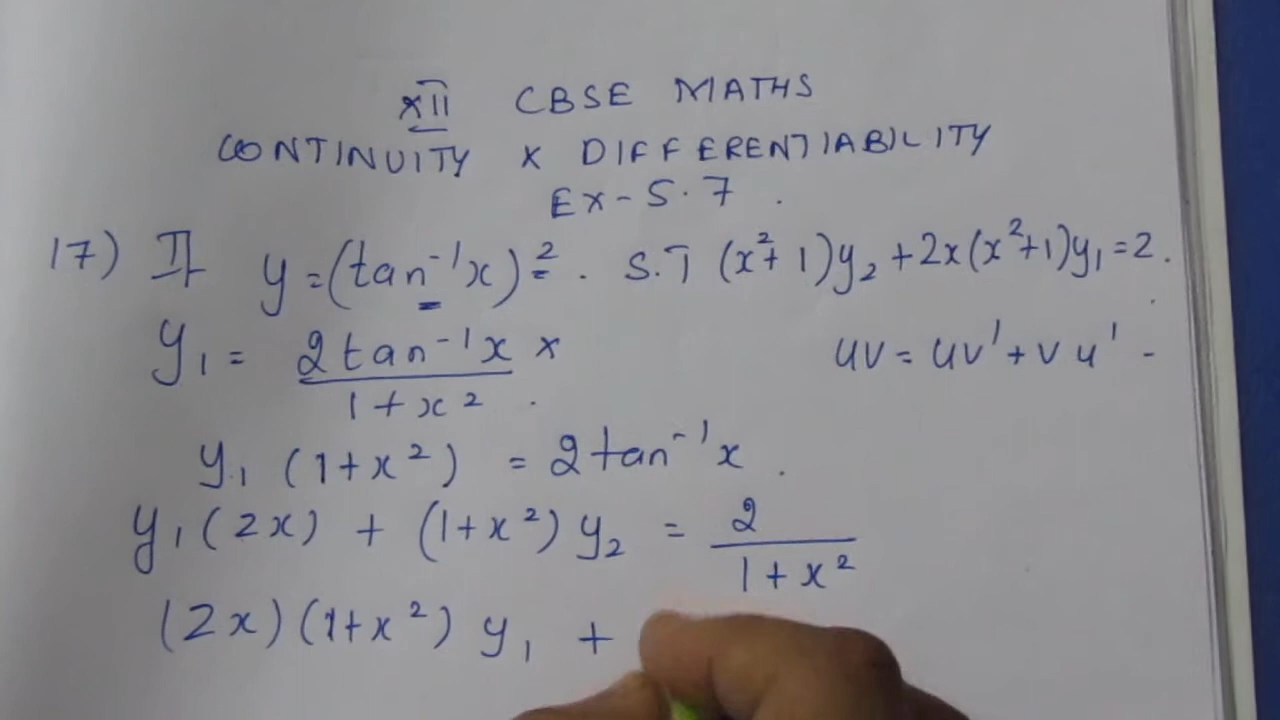 XII CBSE MATHS
CONTINUITY x DIFFERENTIABILITY
EX-5.7.
17) If y=(tan⁻¹x)². S.T (x²+1)y₂+2x(x²+1)y₁=2.
y₁ = 2tan⁻¹x/1+x² x
uv = uv'+vu'-
y₁(1+x²) = 2tan⁻¹x.
y₁(2x) + (1+x²)y₂ = 2/1+x²
(2x)(1+x²)y₁ +